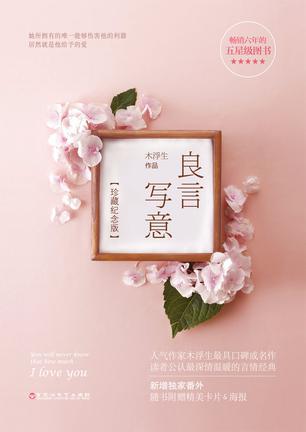 她所拥有的唯一能够伤害他的利器
居然就是他给予的爱
畅销六年的
五星级图书
★★★★★
木浮生
作品
良言
写意
【珍藏纪念版】
You will never know
that how much
I love you
人气作家木浮生最具口碑成名作
读者公认最深情温暖的言情经典
新增独家番外
随书附赠精美卡片&海报